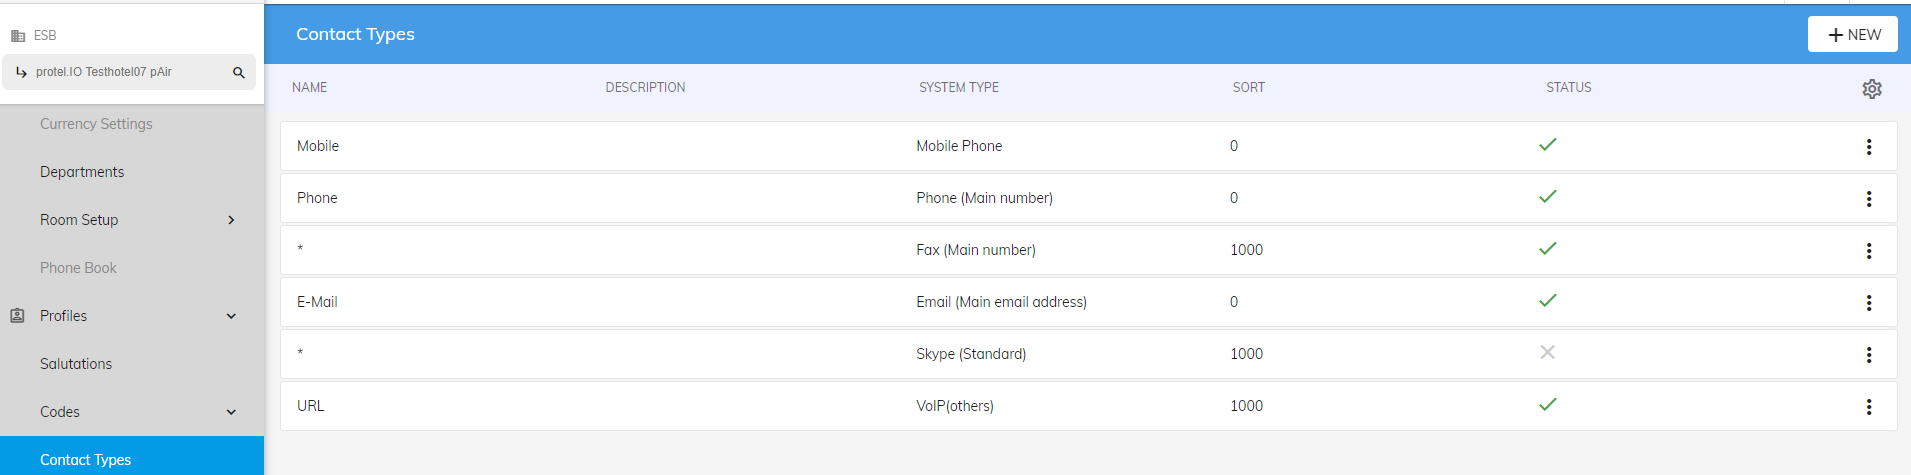 ESB
protel.IO Testhotel07 pAir
Currency Settings
Departments
Room Setup
Phone Book
Profiles
Salutations
Codes
Contact Types
Contact Types
NEW
NAME DESCRIPTION SYSTEM TYPE SORT STATUS
Mobile Mobile Phone 0
Phone Phone (Main number) 0
* Fax (Main number) 1000
E-Mail Email (Main email address) 0
* Skype (Standard) 1000
URL VoIP(others) 1000